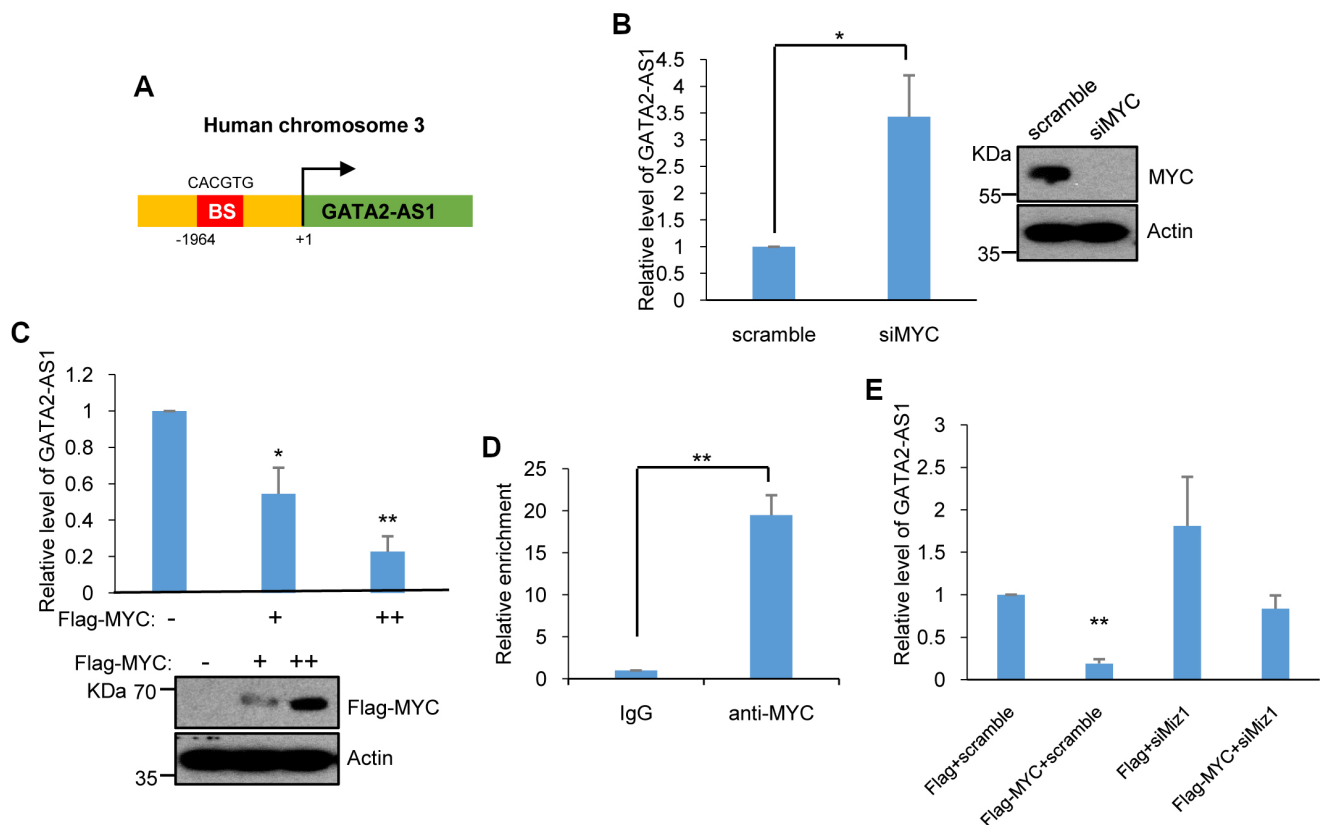 A
Human chromosome 3
CACGTG
BS
GATA2-AS1
-1964
+1
B
Relative level of GATA2-AS1
4.5
4
3.5
3
2.5
2
1.5
1
0.5
0
*
scramble
siMYC
scramble
siMYC
KDa
55
MYC
35
Actin
C
Relative level of GATA2-AS1
1.2
1
0.8
0.6
0.4
0.2
0
*
**
Flag-MYC: - + ++
Flag-MYC: - + ++
KDa 70
Flag-MYC
Actin
35
D
Relative enrichment
25
20
15
10
5
0
**
IgG
anti-MYC
E
Relative level of GATA2-AS1
3
2.5
2
1.5
1
0.5
0
**
Flag+scramble
Flag-MYC+scramble
Flag+siMiz1
Flag-MYC+siMiz1